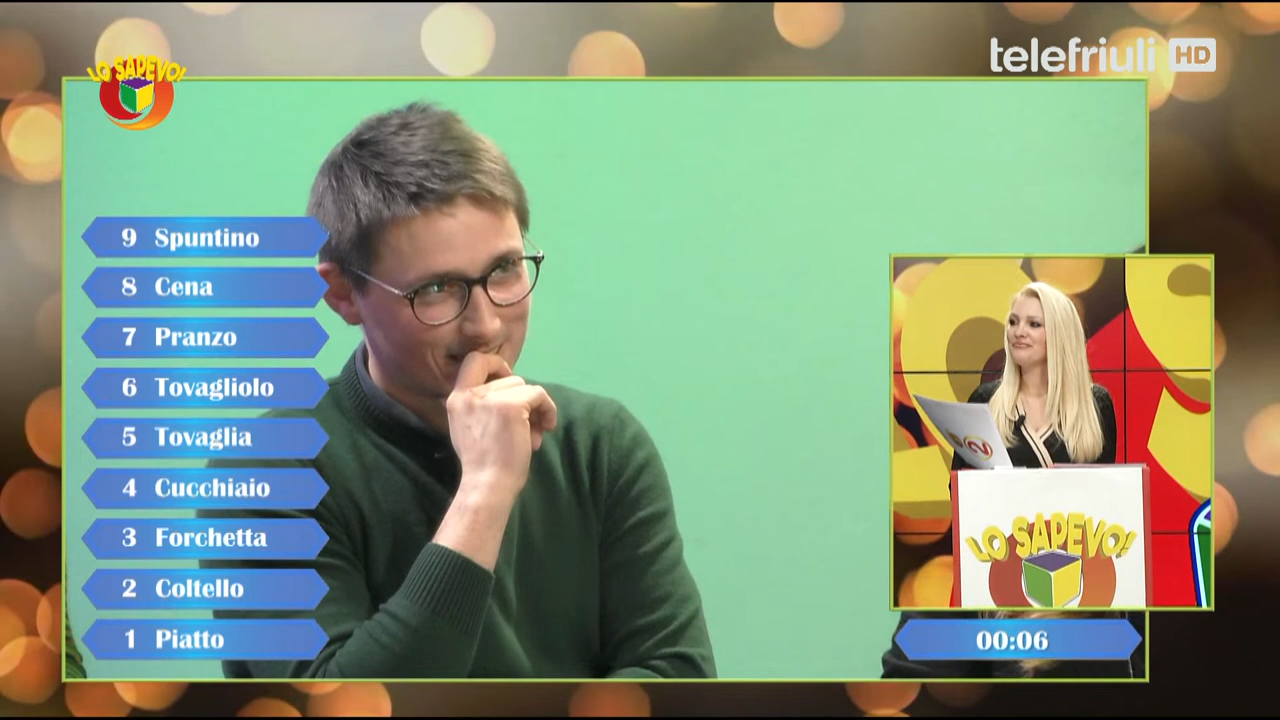 LO SAPEVO!
telefriuli HD
9 Spuntino
8 Cena
7 Pranzo
6 Tovagliolo
5 Tovaglia
4 Cucchiaio
3 Forchetta
2 Coltello
1 Piatto
LO SAPEVO!
00:06